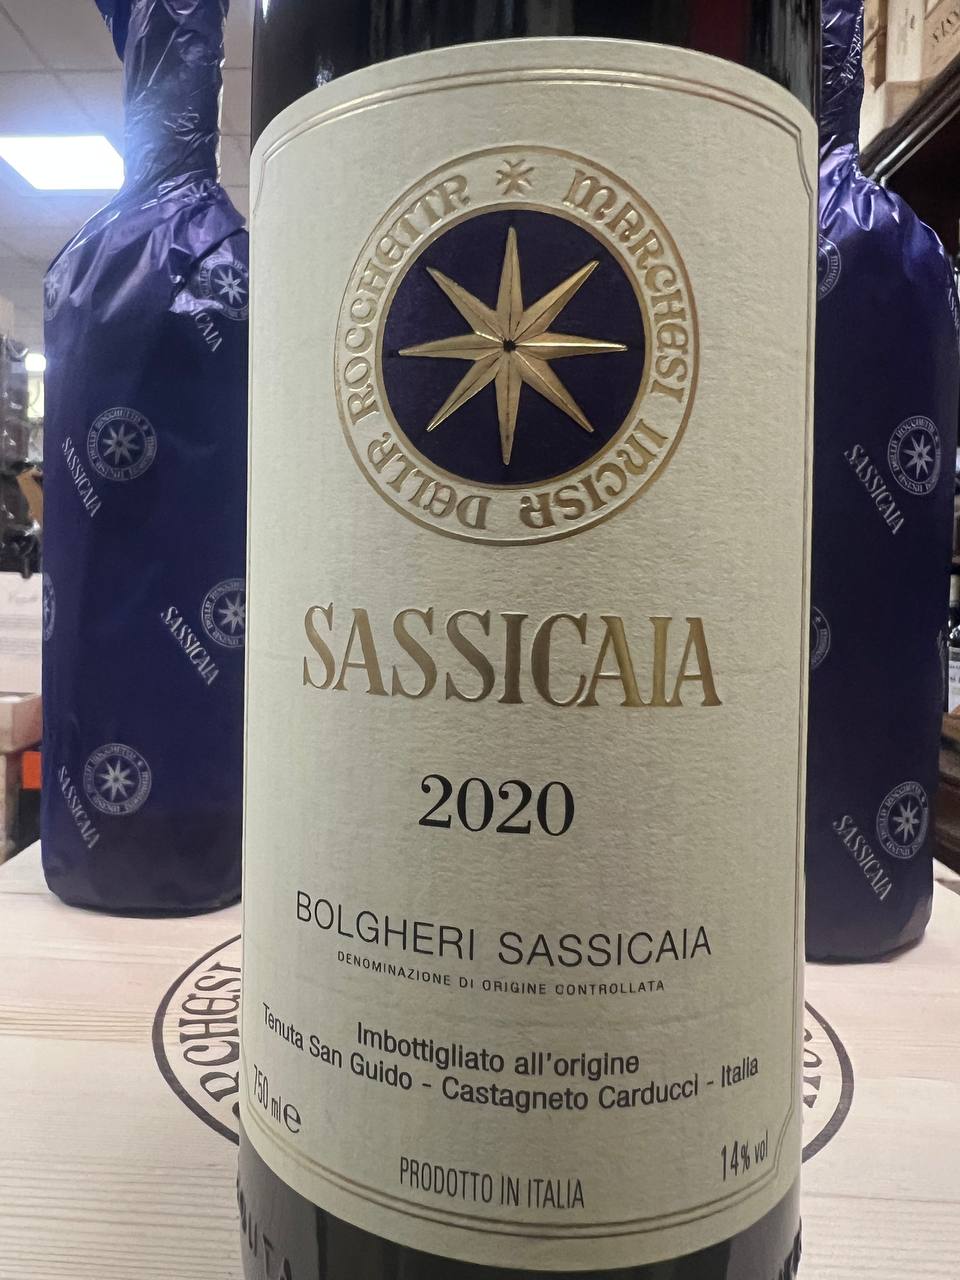 MARCHESI INCISA DELLA ROCCHETTA
SASSICAIA
2020
BOLGHERI SASSICAIA
DENOMINAZIONE DI ORIGINE CONTROLLATA
Imbottigliato all'origine
Tenuta San Guido - Castagneto Carducci - Italia
750 ml e
14% vol
PRODOTTO IN ITALIA
SASSICAIA
SASSICAIA
SASSICAIA
SASSICAIA
SASSICAIA